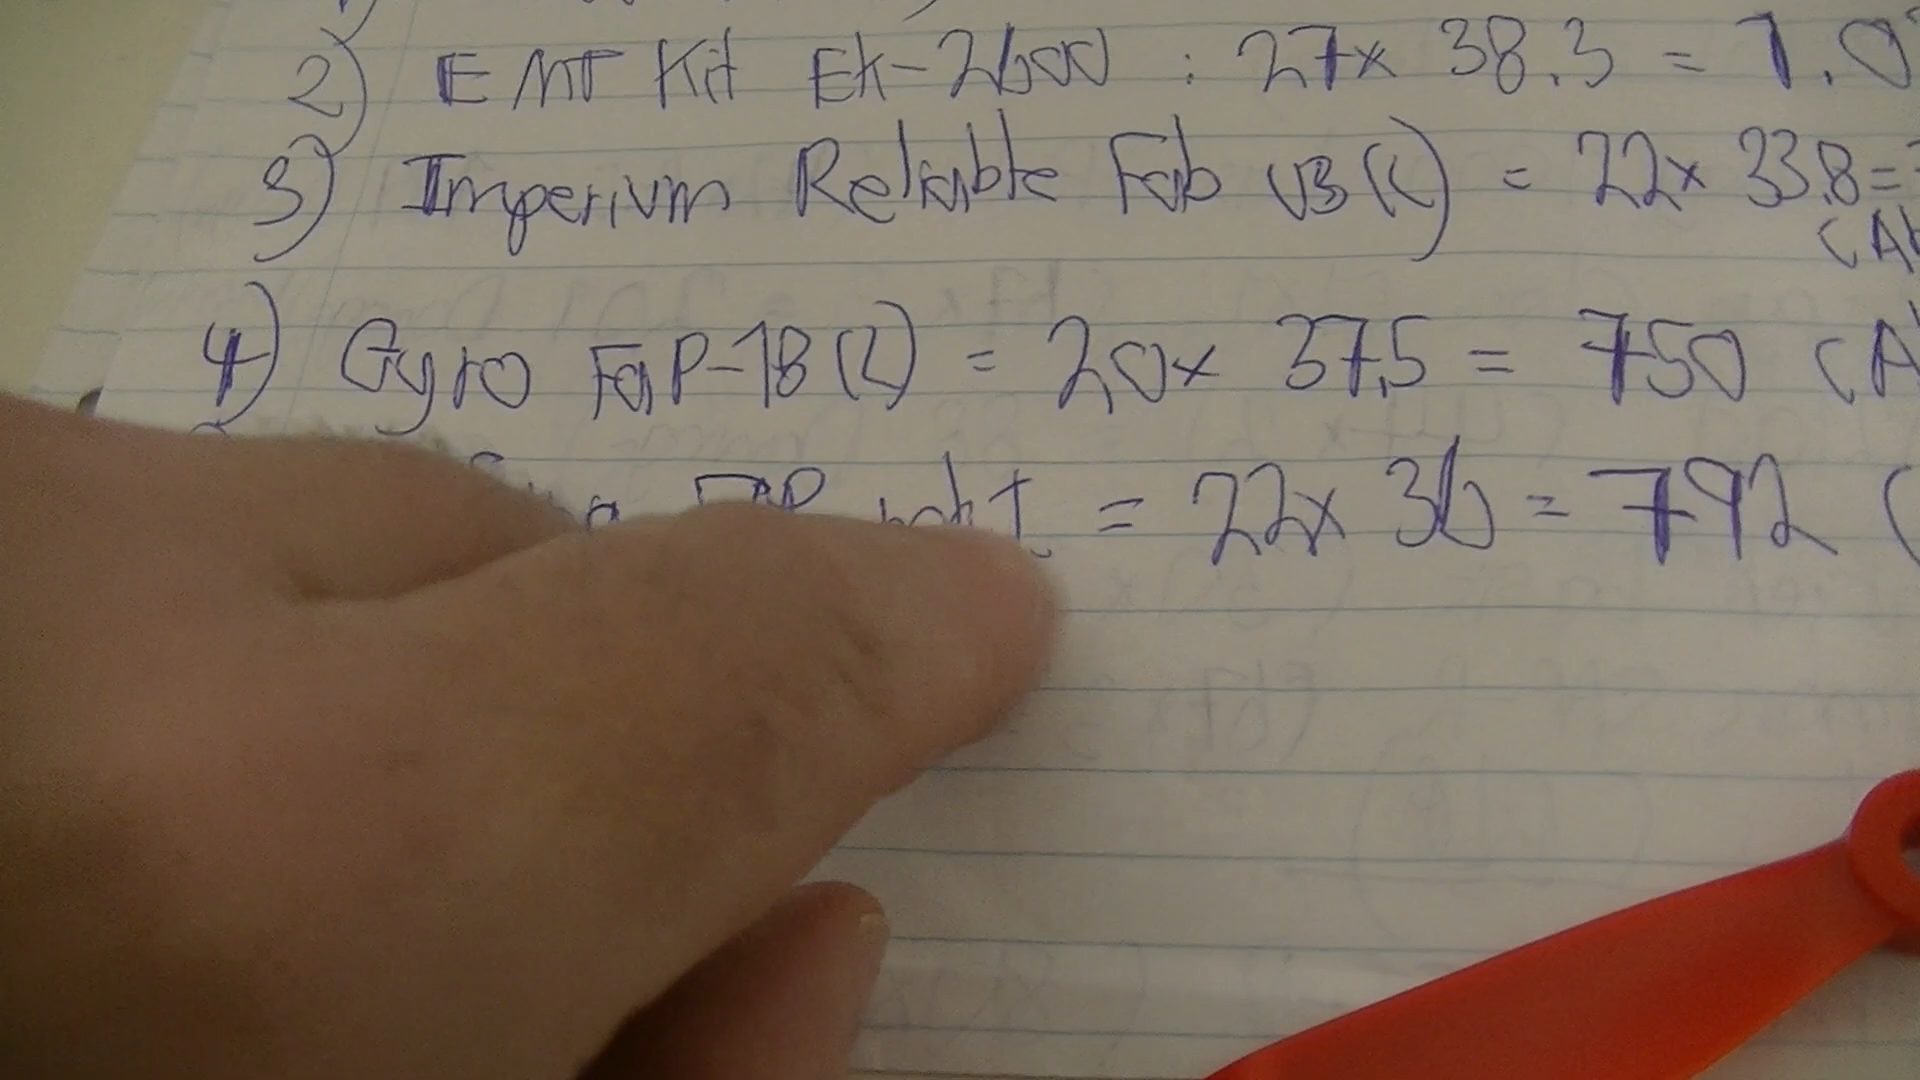 2) EMT Kit EK-2600 : 27x 38.3 = 1.0
3) Imperium Reliable Fab V3 (L) = 22x 33.8 =
(A
4) Gyro FaP-18 (L) = 20x 37,5 = 750 (A
= 22x 36 = 792 (